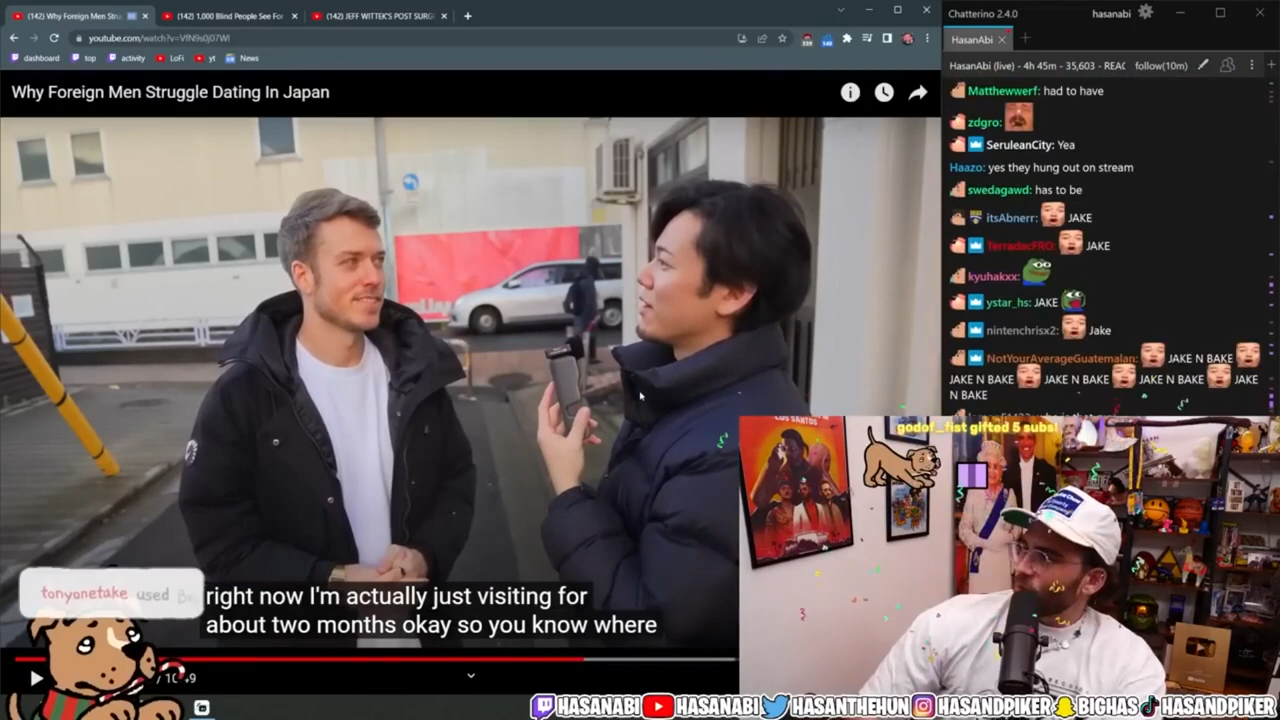 (142) Why Foreign Men Stru
(142) 1,000 Blind People See For
(142) JEFF WITTEK'S POST SURG
Chatterino 2.4.0
hasanabi
youtube.com/watch?v=VfN9s0j07WI
HasanAbi
dashboard
top
activity
LoFi
yt
News
HasanAbi (live) - 4h 45m - 35,603 - REAC
follow(10m)
Why Foreign Men Struggle Dating In Japan
Matthewwerf: had to have
zdgro:
SeruleanCity: Yea
Haazo: yes they hung out on stream
swedagawd: has to be
itsAbnerr: JAKE
TerradacFRO: JAKE
kyuhakxx:
ystar_hs: JAKE
nintenchrisx2: Jake
NotYourAverageGuatemalan: JAKE N BAKE
JAKE N BAKE JAKE N BAKE JAKE N BAKE JAKE
N BAKE
LOS SANTOS
godof_fist gifted 5 subs!
tonyonetake used
right now I'm actually just visiting for
about two months okay so you know where
HASANABI
HASANABI
HASANTHEHUN
HASANDPIKER
BIGHAS
HASANDPIKER